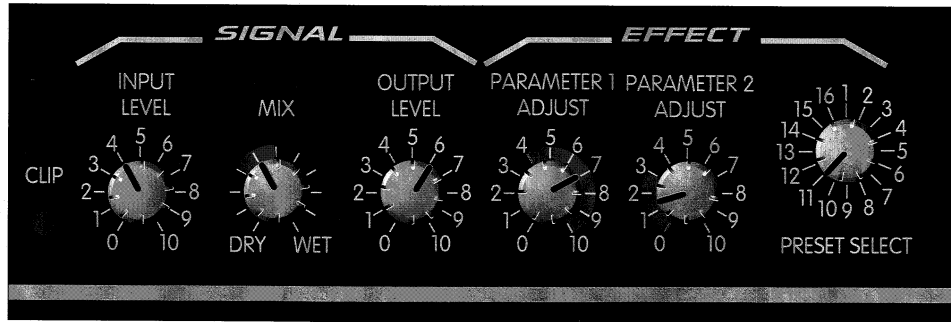 SIGNAL
EFFECT
INPUT LEVEL
MIX
OUTPUT LEVEL
PARAMETER 1 ADJUST
PARAMETER 2 ADJUST
CLIP
0 1 2 3 4 5 6 7 8 9 10
DRY WET
0 1 2 3 4 5 6 7 8 9 10
0 1 2 3 4 5 6 7 8 9 10
0 1 2 3 4 5 6 7 8 9 10
1 2 3 4 5 6 7 8 9 10 11 12 13 14 15 16
PRESET SELECT